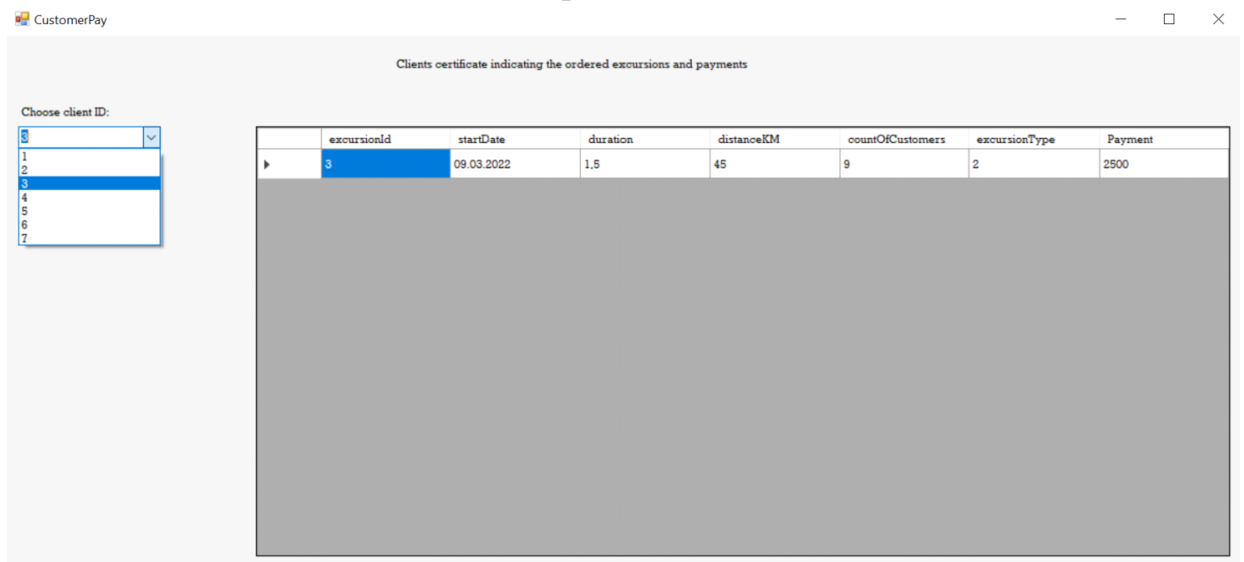 CustomerPay
Clients certificate indicating the ordered excursions and payments
Choose client ID:
3
1
2
3
4
5
6
7
excursionId startDate duration distanceKM countOfCustomers excursionType Payment
3 09.03.2022 1,5 45 9 2 2500